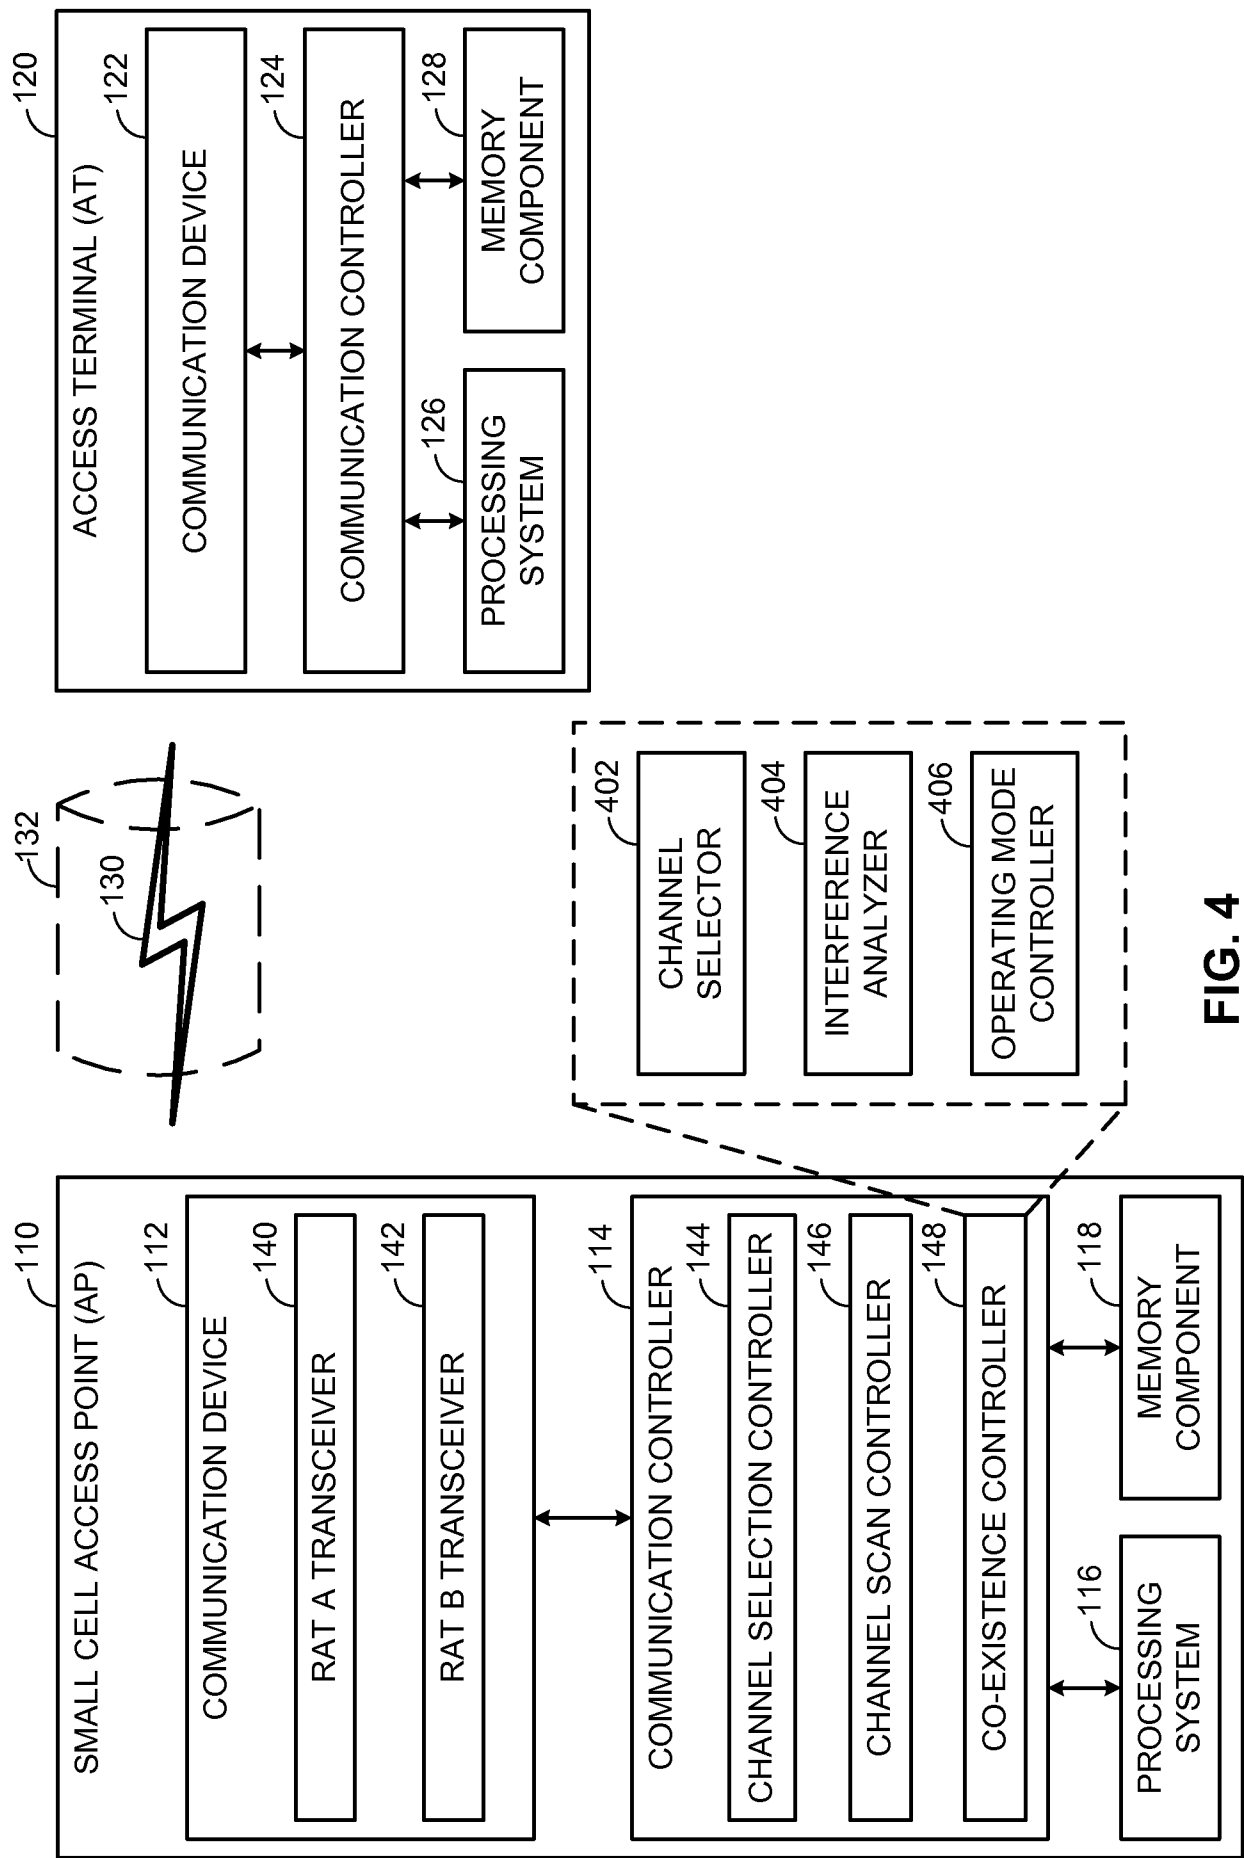 110
SMALL CELL ACCESS POINT (AP)
112
COMMUNICATION DEVICE
140
RAT A TRANSCEIVER
142
RAT B TRANSCEIVER
114
COMMUNICATION CONTROLLER
144
CHANNEL SELECTION CONTROLLER
146
CHANNEL SCAN CONTROLLER
148
CO-EXISTENCE CONTROLLER
116
PROCESSING
SYSTEM
118
MEMORY
COMPONENT
132
130
402
CHANNEL
SELECTOR
404
INTERFERENCE
ANALYZER
406
OPERATING MODE
CONTROLLER
120
ACCESS TERMINAL (AT)
122
COMMUNICATION DEVICE
124
COMMUNICATION CONTROLLER
126
PROCESSING
SYSTEM
128
MEMORY
COMPONENT
FIG. 4